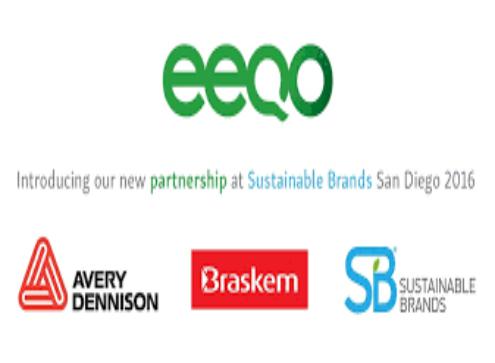 eeqo
Introducing our new partnership at Sustainable Brands San Diego 2016
AVERY
DENNISON
Braskem
SB
SUSTAINABLE
BRANDS